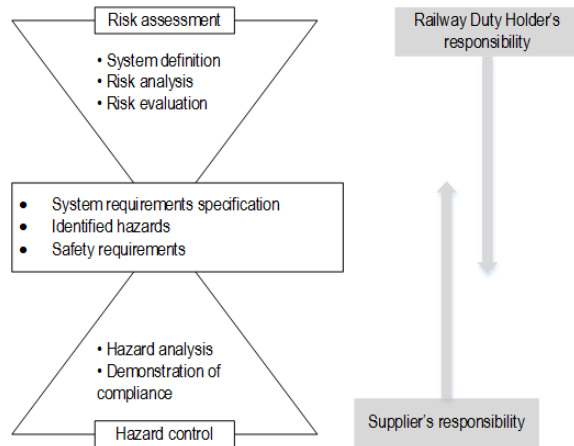 Risk assessment
• System definition
• Risk analysis
• Risk evaluation
• System requirements specification
• Identified hazards
• Safety requirements
• Hazard analysis
• Demonstration of
compliance
Hazard control
Railway Duty Holder's
responsibility
Supplier's responsibility